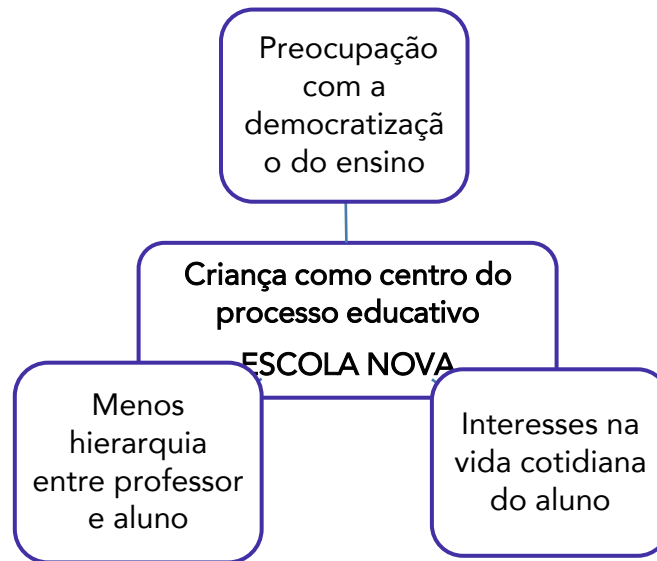 Preocupação
com a
democratizaçã
o do ensino
Criança como centro do
processo educativo
ESCOLA NOVA
Menos
hierarquia
entre professor
e aluno
Interesses na
vida cotidiana
do aluno